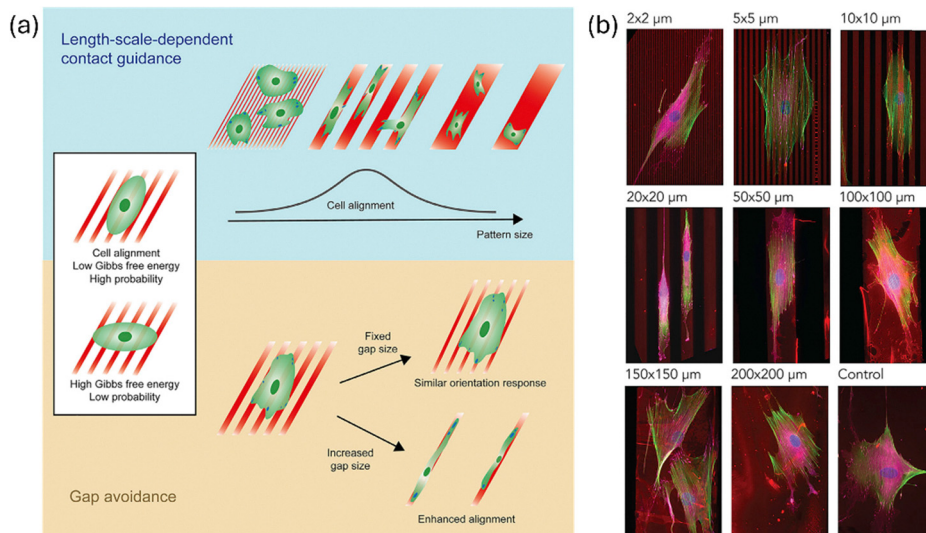 (a)
Length-scale-dependent
contact guidance
Cell alignment
Pattern size
Cell alignment
Low Gibbs free energy
High probability
High Gibbs free energy
Low probability
Fixed
gap size
Similar orientation response
Increased
gap size
Enhanced alignment
Gap avoidance
(b)
2x2 µm
5x5 µm
10x10 µm
20x20 µm
50x50 µm
100x100 µm
150x150 µm
200x200 µm
Control